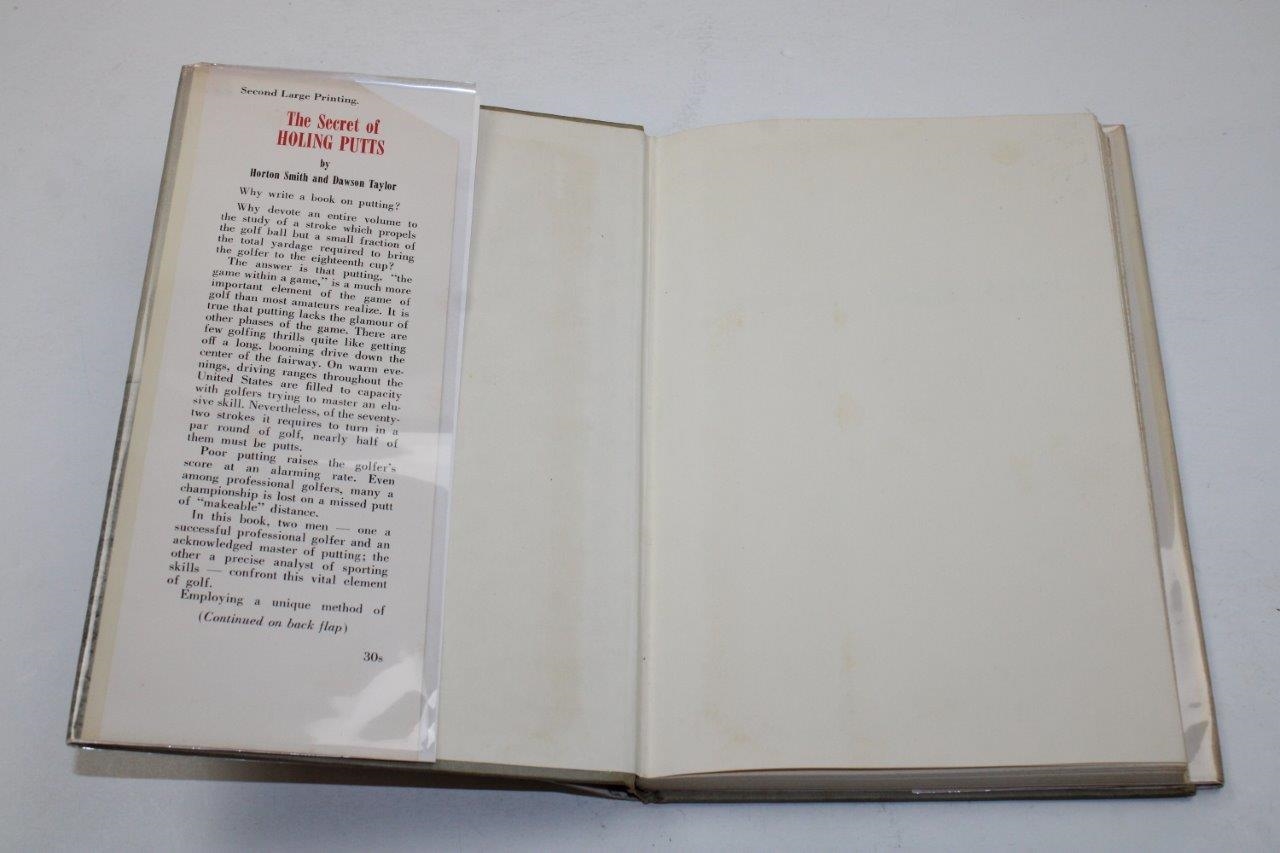 Second Large Printing.
The Secret of
HOLING PUTTS
by
Horton Smith and Dawson Taylor
Why write a book on putting?
Why devote an entire volume to
the study of a stroke which propels
the golf ball but a small fraction of
the total yardage required to bring
the golfer to the eighteenth cup?
The answer is that putting, "the
game within a game," is a much more
important element of the game of
golf than most amateurs realize. It is
true that putting lacks the glamour of
other phases of the game. There are
few golfing thrills quite like getting
off a long, booming drive down the
center of the fairway. On warm eve-
nings, driving ranges throughout the
United States are filled to capacity
with golfers trying to master an elu-
sive skill. Nevertheless, of the seventy-
two strokes it requires to turn in a
par round of golf, nearly half of
them must be putts.
Poor putting raises the golfer's
score at an alarming rate. Even
among professional golfers, many a
championship is lost on a missed putt
of "makeable" distance.
In this book, two men — one a
successful professional golfer and an
acknowledged master of putting; the
other a precise analyst of sporting
skills — confront this vital element
of golf.
Employing a unique method of
(Continued on back flap)
30s